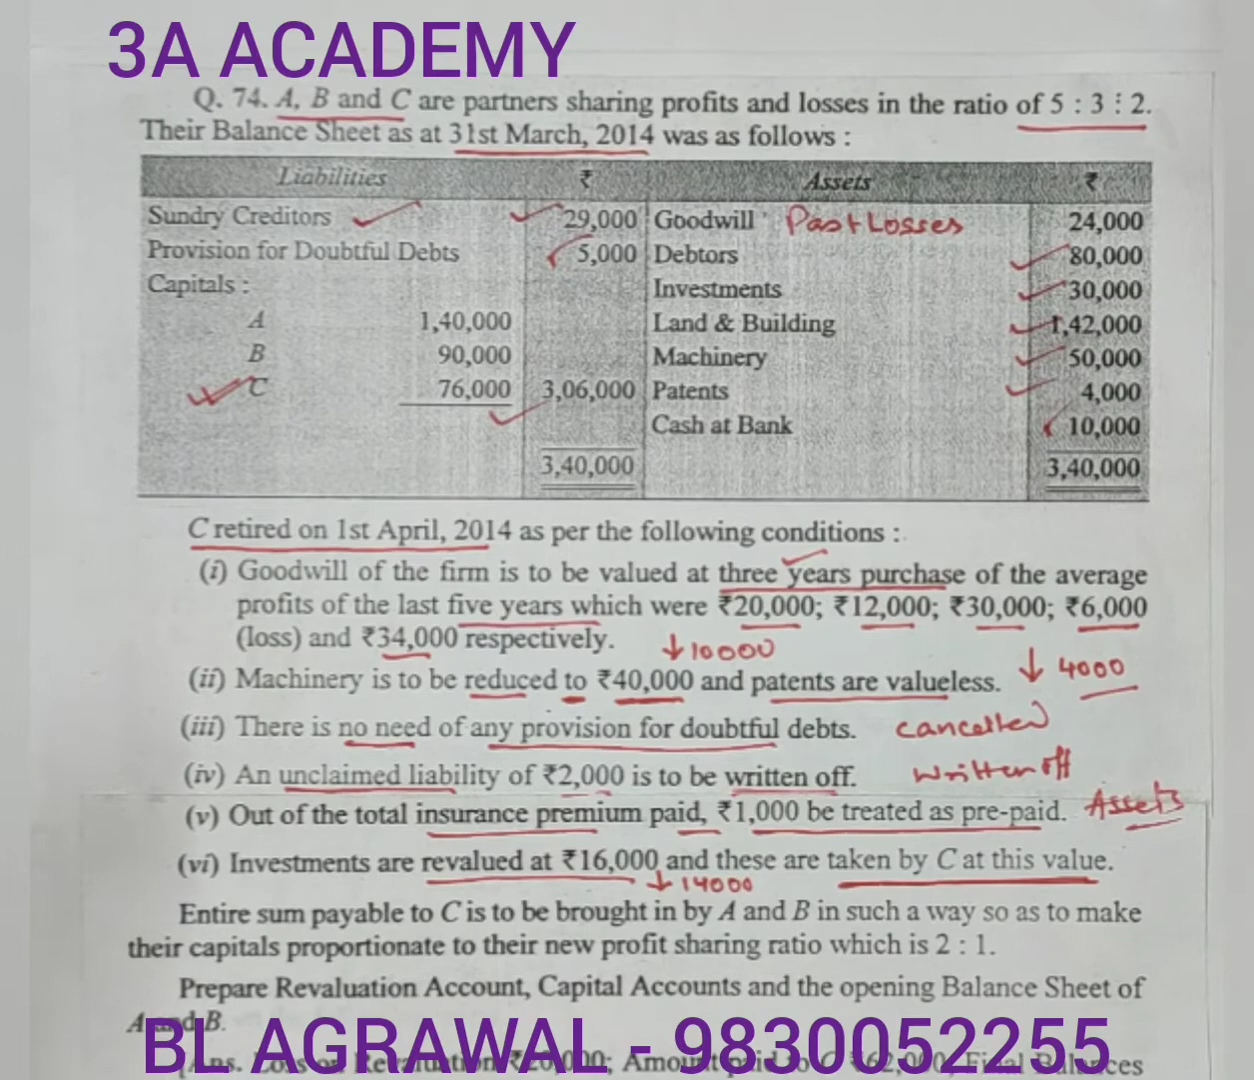 3A ACADEMY
Q. 74. A, B and C are partners sharing profits and losses in the ratio of 5 : 3 : 2.
Their Balance Sheet as at 31st March, 2014 was as follows :
Liabilities ₹ Assets ₹
Sundry Creditors 29,000 Goodwill Past Losses 24,000
Provision for Doubtful Debts 5,000 Debtors 80,000
Capitals : Investments 30,000
A 1,40,000 Land & Building 1,42,000
B 90,000 Machinery 50,000
C 76,000 3,06,000 Patents 4,000
Cash at Bank 10,000
3,40,000 3,40,000
C retired on 1st April, 2014 as per the following conditions :
(i) Goodwill of the firm is to be valued at three years purchase of the average
profits of the last five years which were ₹20,000; ₹12,000; ₹30,000; ₹6,000
(loss) and ₹34,000 respectively. ↓10000
(ii) Machinery is to be reduced to ₹40,000 and patents are valueless. ↓ 4000
(iii) There is no need of any provision for doubtful debts. cancelled
(iv) An unclaimed liability of ₹2,000 is to be written off. written off
(v) Out of the total insurance premium paid, ₹1,000 be treated as pre-paid. Assets
(vi) Investments are revalued at ₹16,000 and these are taken by C at this value.
↓14000
Entire sum payable to C is to be brought in by A and B in such a way so as to make
their capitals proportionate to their new profit sharing ratio which is 2 : 1.
Prepare Revaluation Account, Capital Accounts and the opening Balance Sheet of
A and B.
BL AGRAWAL - 9830052255
[Ans. Loss on Revaluation ₹20,000; Amount paid to C ₹62,000; Final Balances